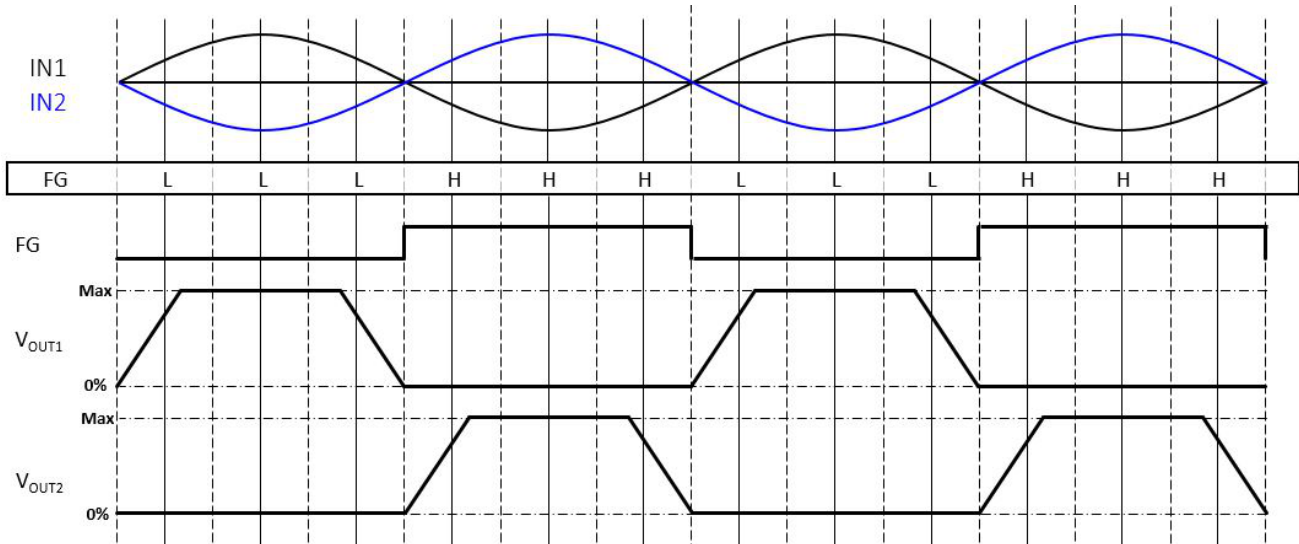 IN1
IN2
FG L L L H H H L L L H H H
FG
Max
VOUT1
0%
Max
VOUT2
0%